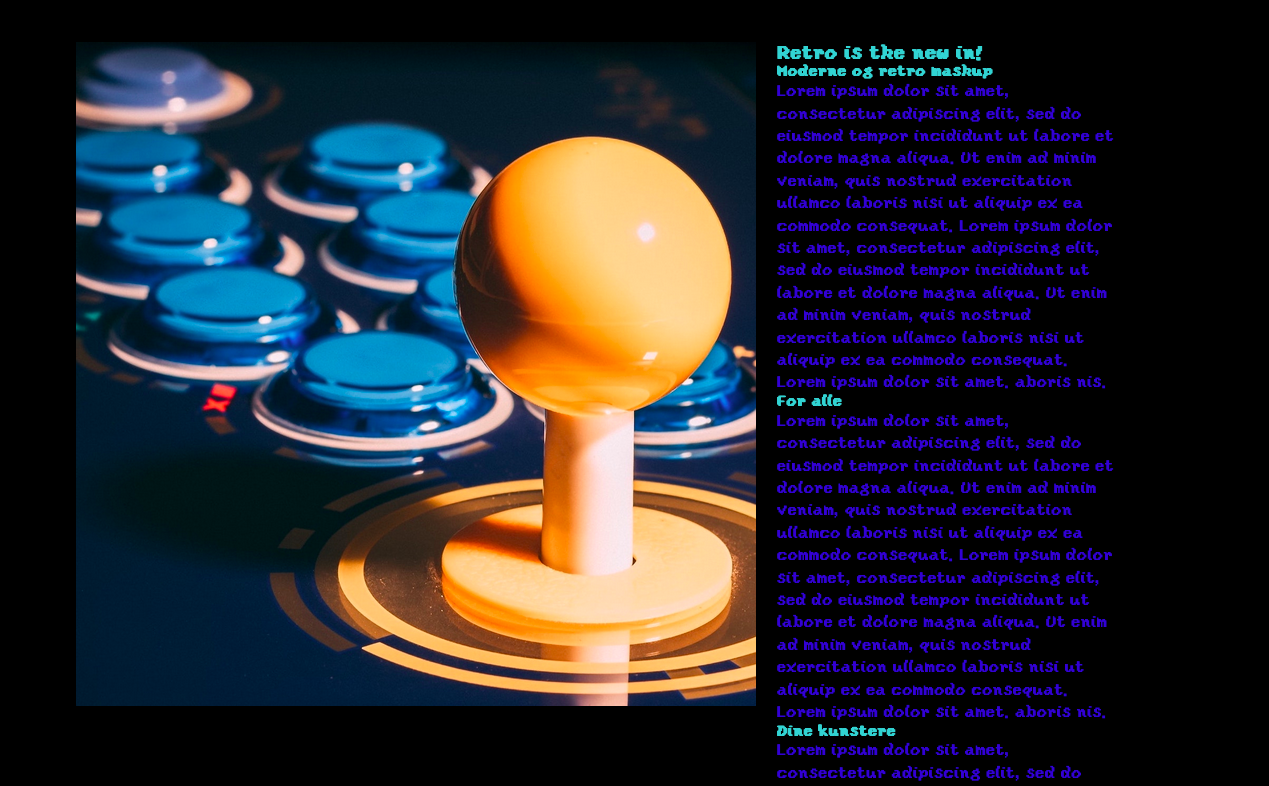 Retro is the new in!
Moderne og retro maskup
Lorem ipsum dolor sit amet,
consectetur adipiscing elit, sed do
eiusmod tempor incididunt ut labore et
dolore magna aliqua. Ut enim ad minim
veniam, quis nostrud exercitation
ullamco laboris nisi ut aliquip ex ea
commodo consequat. Lorem ipsum dolor
sit amet, consectetur adipiscing elit,
sed do eiusmod tempor incididunt ut
labore et dolore magna aliqua. Ut enim
ad minim veniam, quis nostrud
exercitation ullamco laboris nisi ut
aliquip ex ea commodo consequat.
Lorem ipsum dolor sit amet. aboris nis.
For alle
Lorem ipsum dolor sit amet,
consectetur adipiscing elit, sed do
eiusmod tempor incididunt ut labore et
dolore magna aliqua. Ut enim ad minim
veniam, quis nostrud exercitation
ullamco laboris nisi ut aliquip ex ea
commodo consequat. Lorem ipsum dolor
sit amet, consectetur adipiscing elit,
sed do eiusmod tempor incididunt ut
labore et dolore magna aliqua. Ut enim
ad minim veniam, quis nostrud
exercitation ullamco laboris nisi ut
aliquip ex ea commodo consequat.
Lorem ipsum dolor sit amet. aboris nis.
Dine kunstere
Lorem ipsum dolor sit amet,
consectetur adipiscing elit, sed do